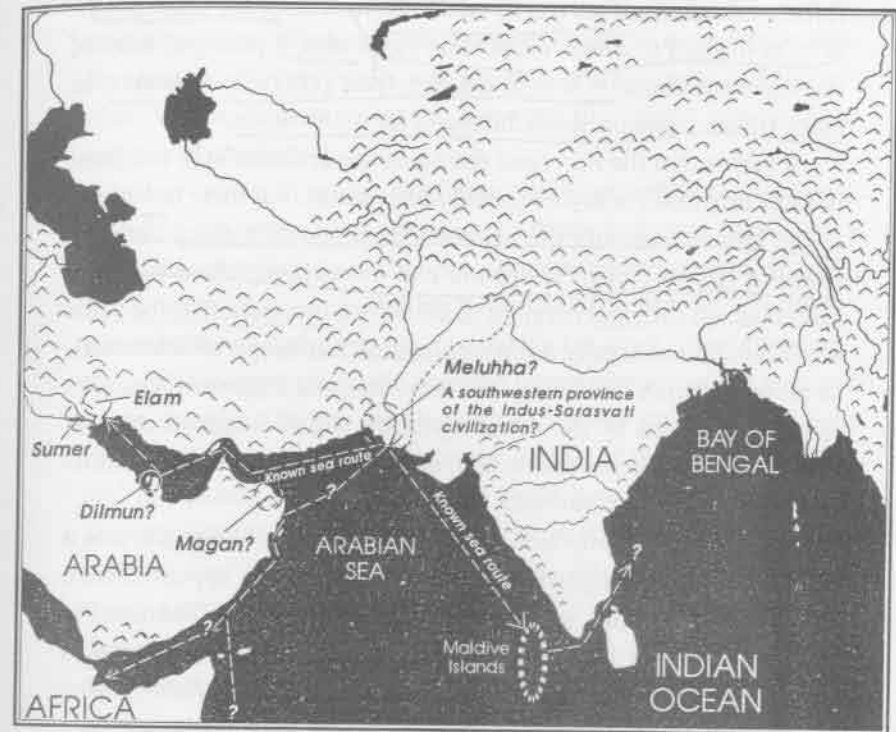 Meluhha?
A southwestern province
of the Indus-Sarasvati
civilization?
Elam
Sumer
Known sea route
INDIA
BAY OF
BENGAL
Dilmun?
?
Magan?
ARABIA
ARABIAN
SEA
Known sea route
?
?
Maldive
Islands
INDIAN
OCEAN
AFRICA
?